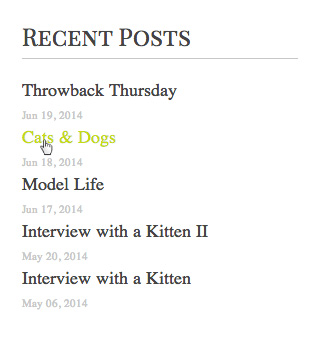 Recent Posts
Throwback Thursday
Jun 19, 2014
Cats & Dogs
Jun 18, 2014
Model Life
Jun 17, 2014
Interview with a Kitten II
May 20, 2014
Interview with a Kitten
May 06, 2014